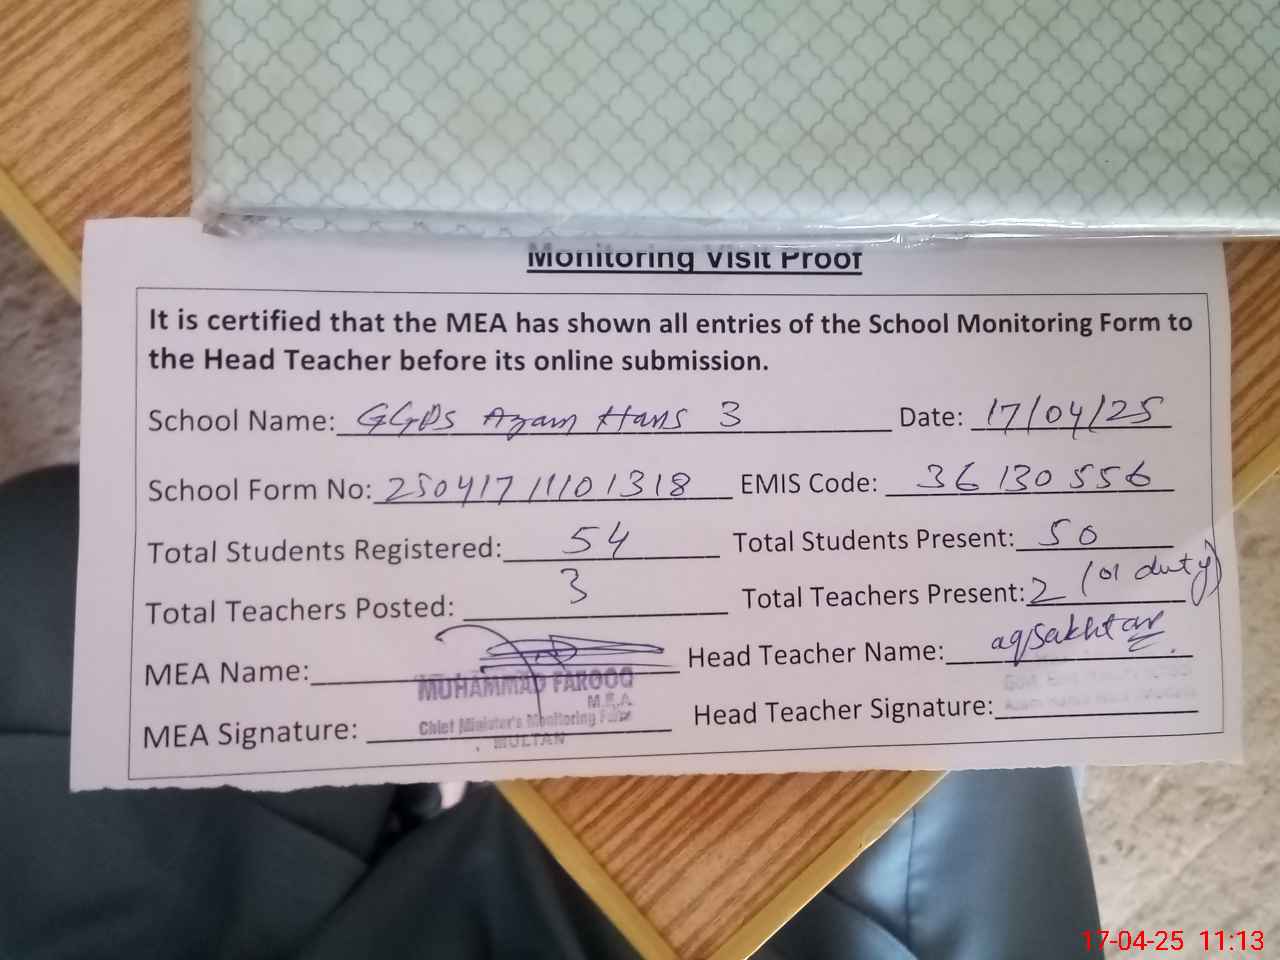 Monitoring Visit Proof
It is certified that the MEA has shown all entries of the School Monitoring Form to
the Head Teacher before its online submission.
School Name: GGPS Azam Hans 3 Date: 17/04/25
School Form No: 250417111101318 EMIS Code: 36130556
Total Students Registered: 54 Total Students Present: 50
Total Teachers Posted: 3 Total Teachers Present: 2 (01 duty)
MEA Name: Head Teacher Name: aqsakhtar
MUHAMMAD FAROOQ
M.E.A
MEA Signature: Chief Minister's Monitoring Force Head Teacher Signature:
MULTAN
17-04-25 11:13